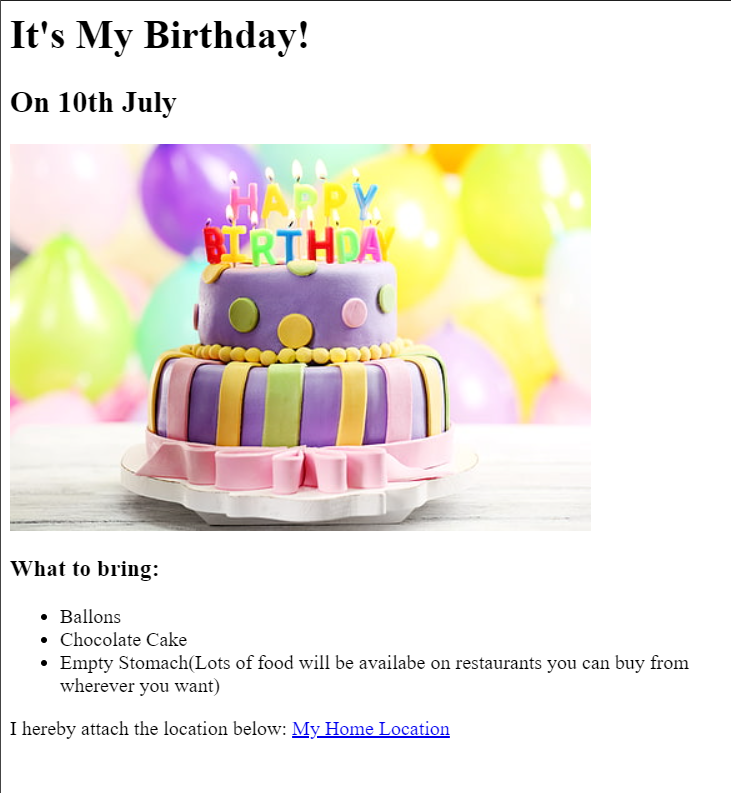 It's My Birthday!
On 10th July
HAPPY
BIRTHDAY
What to bring:
Ballons
Chocolate Cake
Empty Stomach(Lots of food will be availabe on restaurants you can buy from
wherever you want)
I hereby attach the location below: My Home Location